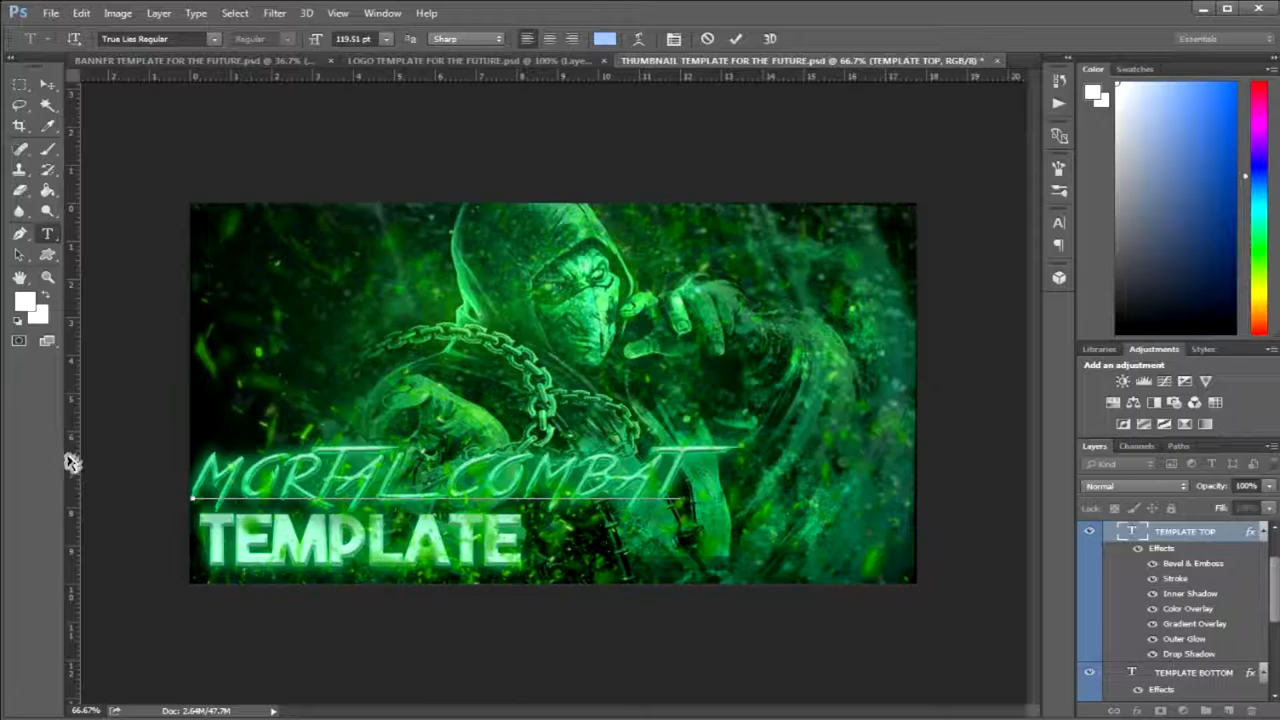 Ps File Edit Image Layer Type Select Filter 3D View Window Help
True Lies Regular Regular 119.51 pt Sharp 3D Essentials
BANNER TEMPLATE FOR THE FUTURE.psd @ 36.7% ( LOGO TEMPLATE FOR THE FUTURE.psd @ 100% (Laye... THUMBNAIL TEMPLATE FOR THE FUTURE.psd @ 66.7% (TEMPLATE TOP, RGB/8) *
Color Swatches
Libraries Adjustments Styles
Add an adjustment
Layers Channels Paths
Kind
Normal Opacity: 100%
Lock: Fill:
TEMPLATE TOP fx
Effects
Bevel & Emboss
Stroke
Inner Shadow
Color Overlay
Gradient Overlay
Outer Glow
Drop Shadow
TEMPLATE BOTTOM fx
Effects
MORTAL COMBAT
TEMPLATE
66.67% Doc: 2.64M/47.7M